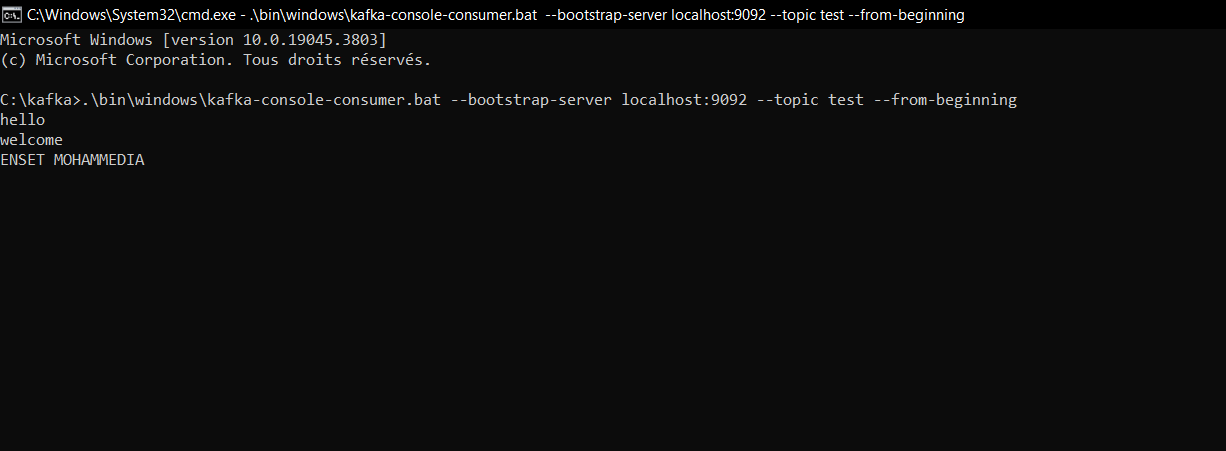 C:\Windows\System32\cmd.exe - .\bin\windows\kafka-console-consumer.bat  --bootstrap-server localhost:9092 --topic test --from-beginning
Microsoft Windows [version 10.0.19045.3803]
(c) Microsoft Corporation. Tous droits réservés.
C:\kafka>.\bin\windows\kafka-console-consumer.bat --bootstrap-server localhost:9092 --topic test --from-beginning
hello
welcome
ENSET MOHAMMEDIA